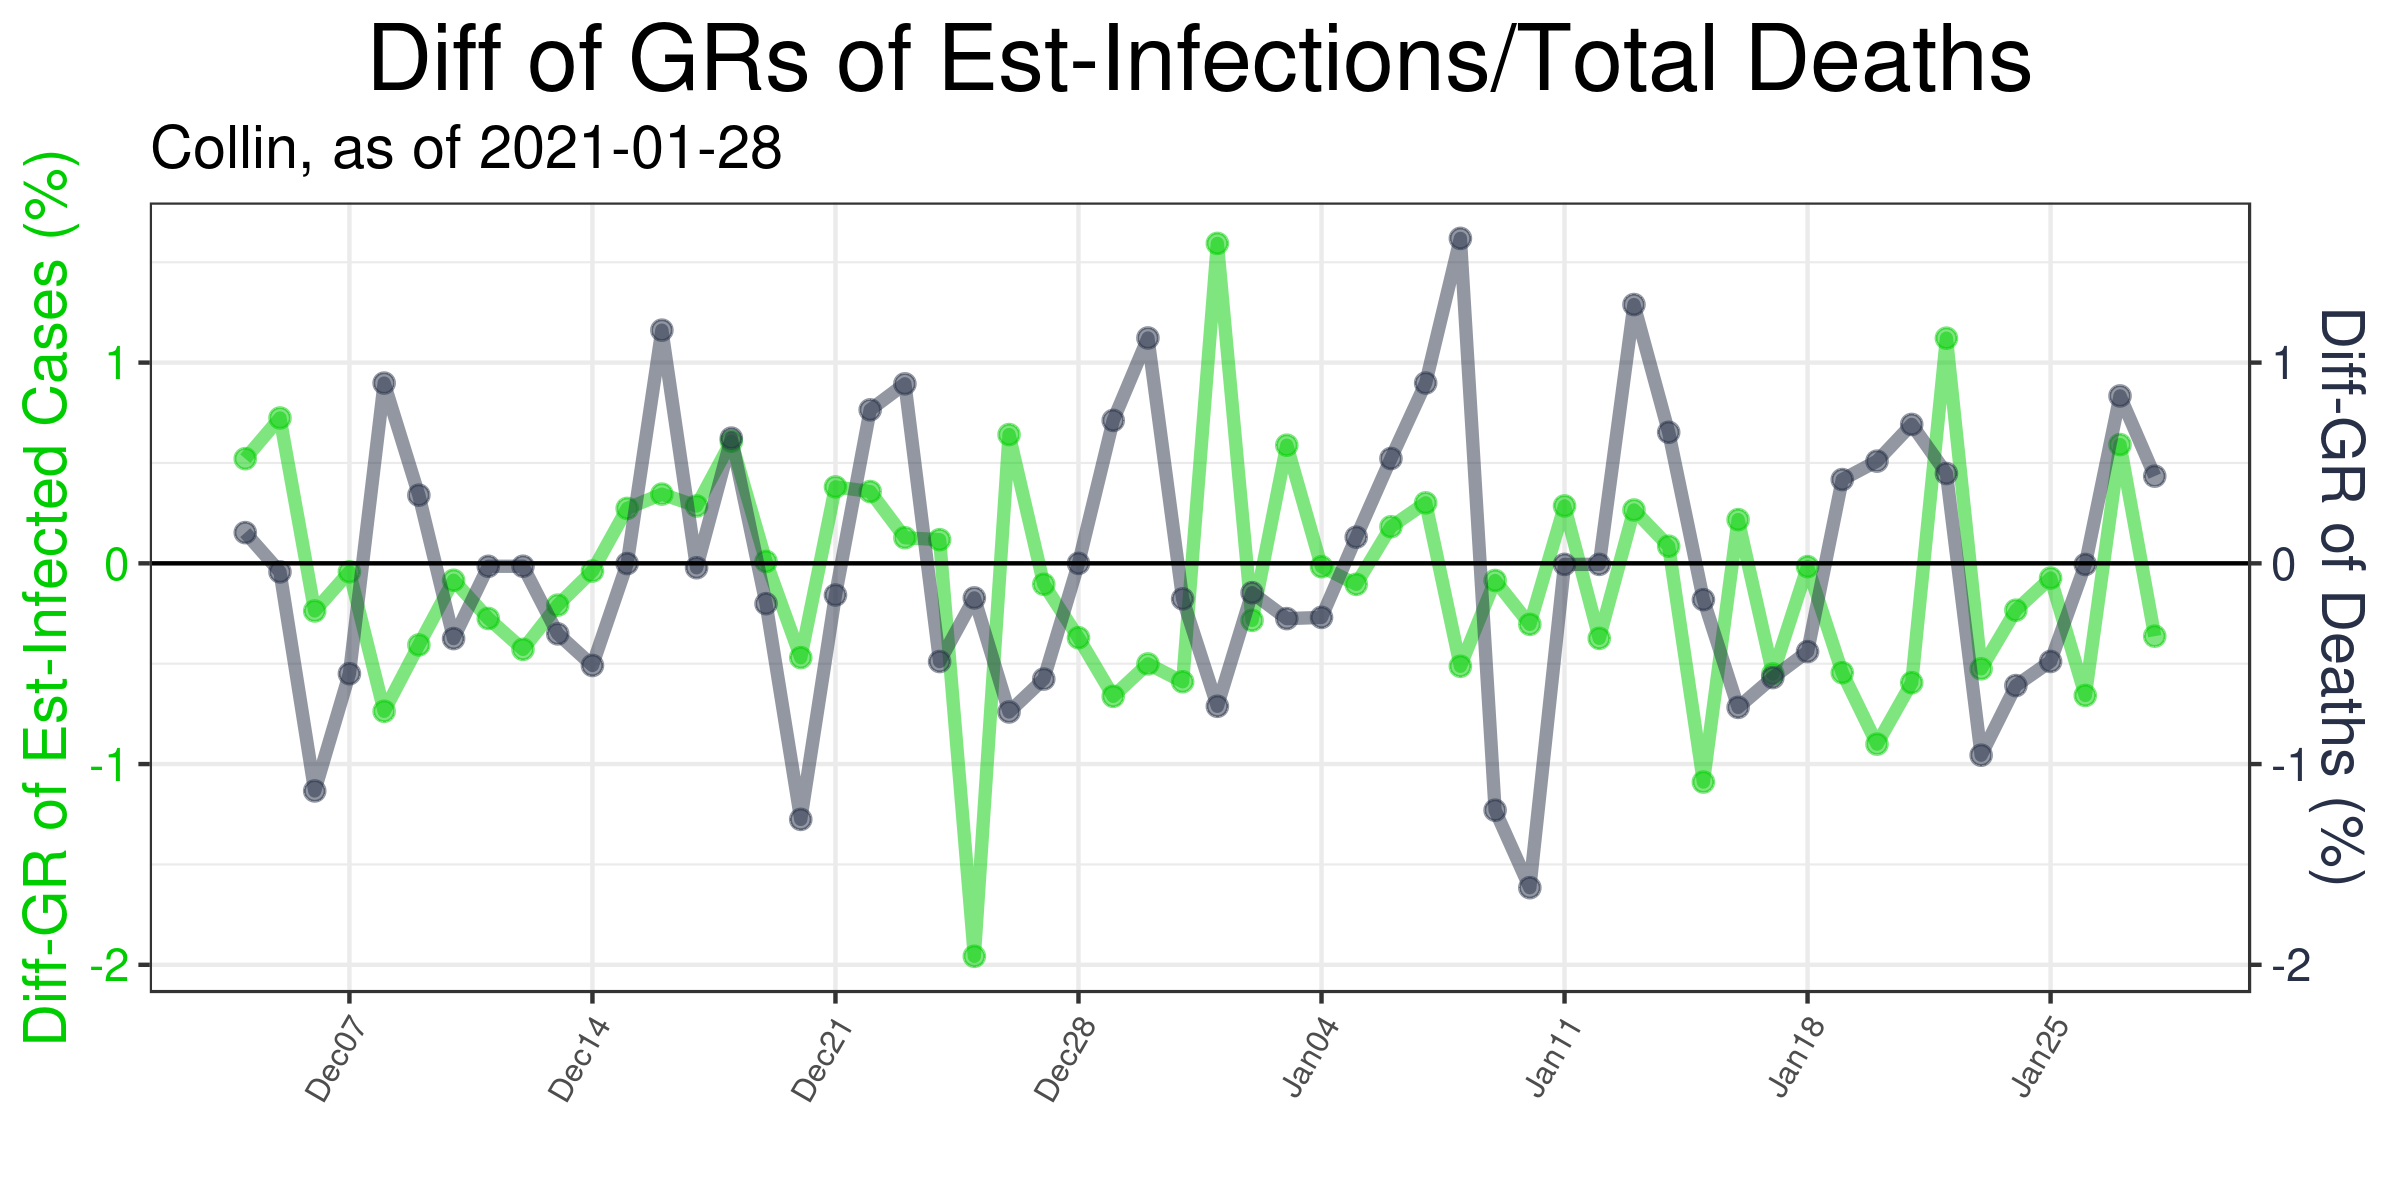 Diff of GRs of Est-Infections/Total Deaths
Collin, as of 2021-01-28
Diff-GR of Est-Infected Cases (%)
1
0
-1
-2
1
0
-1
-2
Diff-GR of Deaths (%)
Dec07
Dec14
Dec21
Dec28
Jan04
Jan11
Jan18
Jan25